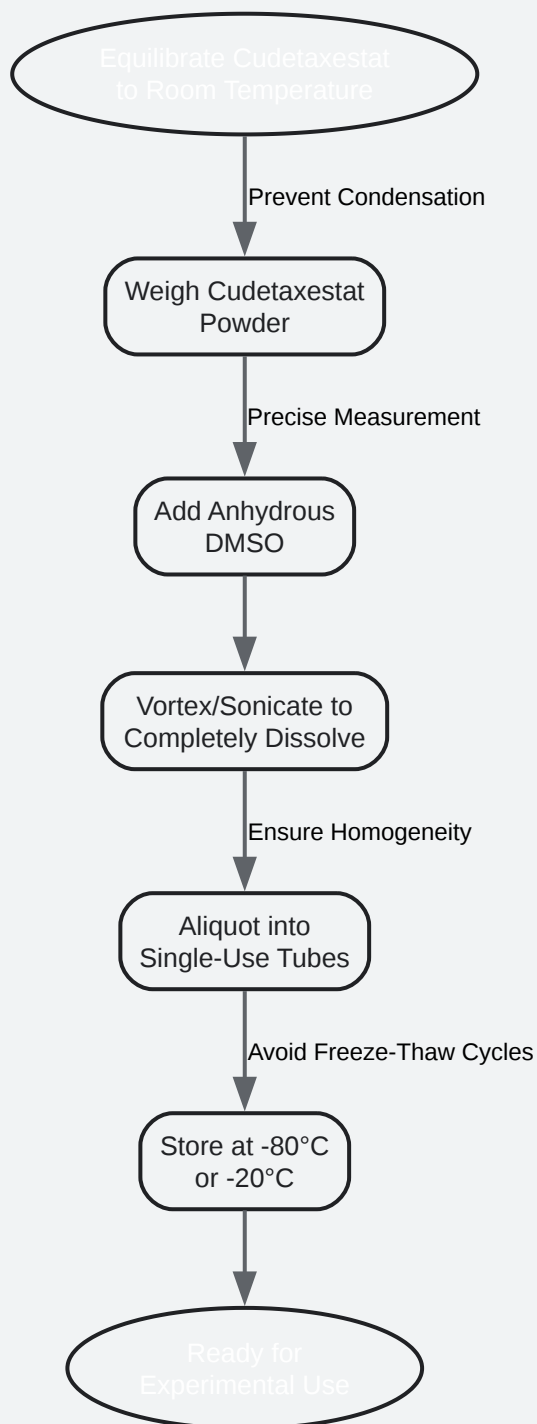 Equilibrate Cudetaxestat
to Room Temperature
Prevent Condensation
Weigh Cudetaxestat
Powder
Precise Measurement
Add Anhydrous
DMSO
Vortex/Sonicate to
Completely Dissolve
Ensure Homogeneity
Aliquot into
Single-Use Tubes
Avoid Freeze-Thaw Cycles
Store at -80°C
or -20°C
Ready for
Experimental Use